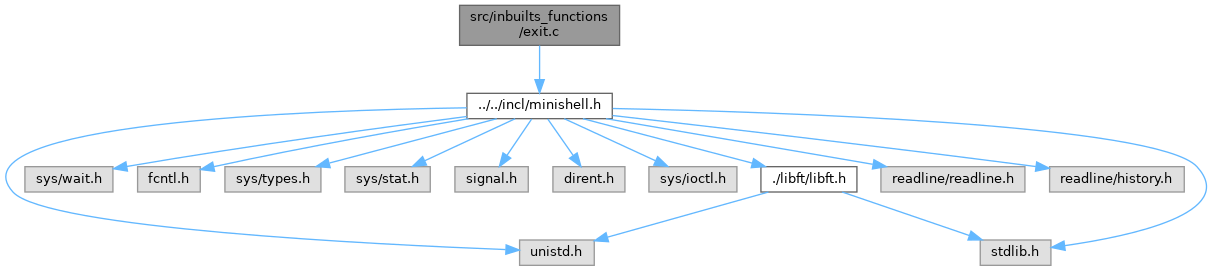 src/inbuilts_functions
/exit.c
../../incl/minishell.h
sys/wait.h
fcntl.h
sys/types.h
sys/stat.h
signal.h
dirent.h
sys/ioctl.h
./libft/libft.h
readline/readline.h
readline/history.h
unistd.h
stdlib.h